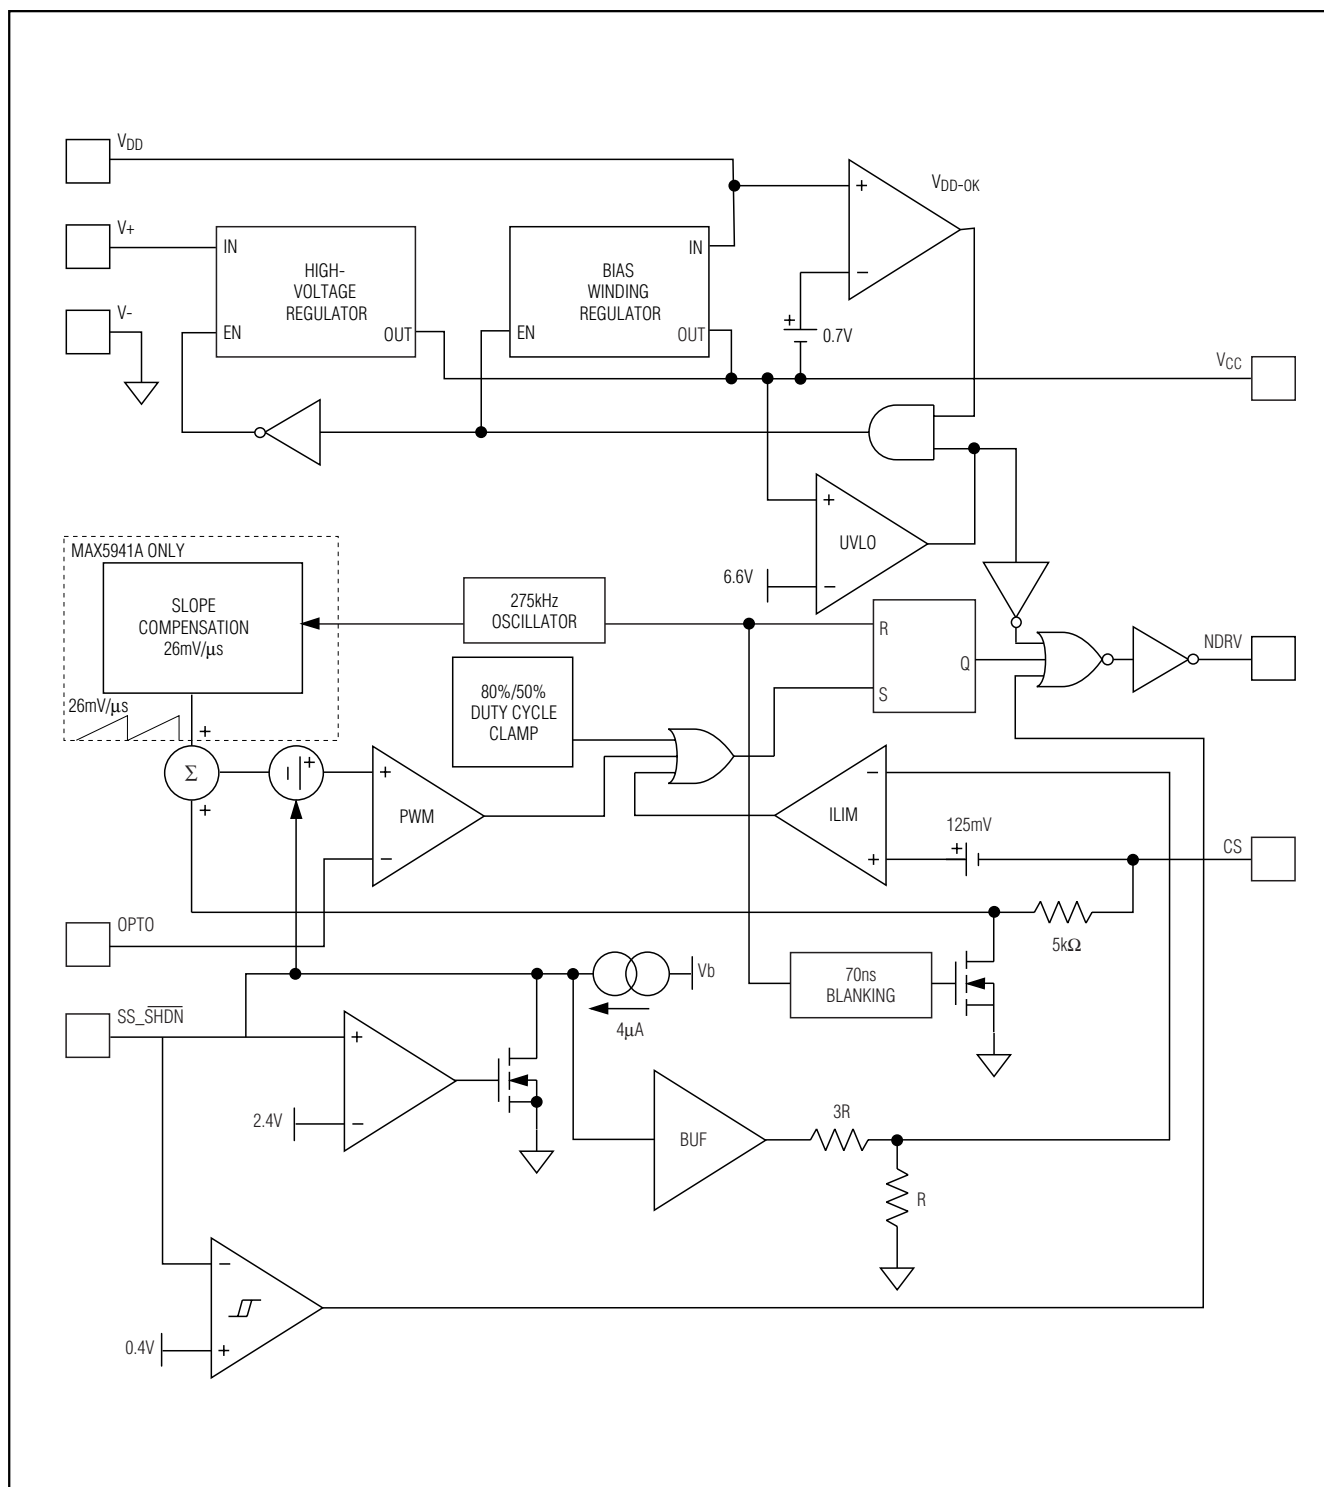 VDD
+
VDD-OK
V+
IN
HIGH-
VOLTAGE
REGULATOR
EN
OUT
BIAS
WINDING
REGULATOR
IN
EN
OUT
−
+
0.7V
V-
VCC
+
UVLO
−
6.6V
MAX5941A ONLY
SLOPE
COMPENSATION
26mV/µs
26mV/µs
275kHz
OSCILLATOR
R
Q
S
NDRV
80%/50%
DUTY CYCLE
CLAMP
+
Σ
+
+
PWM
−
ILIM
−
+
125mV
+
CS
OPTO
5kΩ
Vb
4µA
70ns
BLANKING
SS_S̅H̅D̅N̅
+
2.4V
−
BUF
3R
R
−
0.4V
+